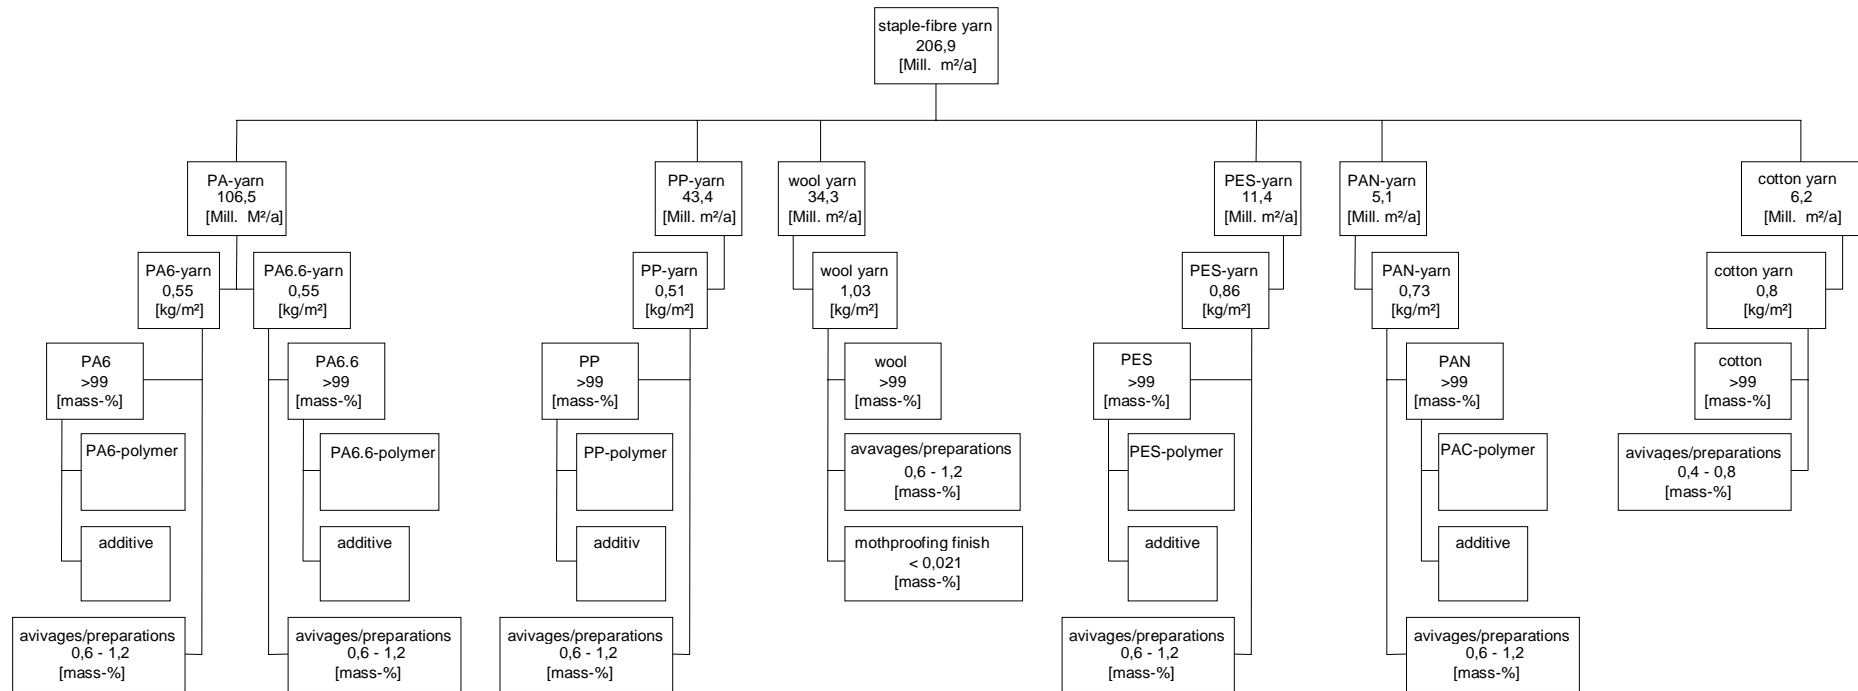 staple-fibre yarn
206,9
[Mill. m²/a]
PA-yarn
106,5
[Mill. M²/a]
PP-yarn
43,4
[Mill. m²/a]
wool yarn
34,3
[Mill. m²/a]
PES-yarn
11,4
[Mill. m²/a]
PAN-yarn
5,1
[Mill. m²/a]
cotton yarn
6,2
[Mill. m²/a]
PA6-yarn
0,55
[kg/m²]
PA6.6-yarn
0,55
[kg/m²]
PP-yarn
0,51
[kg/m²]
wool yarn
1,03
[kg/m²]
PES-yarn
0,86
[kg/m²]
PAN-yarn
0,73
[kg/m²]
cotton yarn
0,8
[kg/m²]
PA6
>99
[mass-%]
PA6.6
>99
[mass-%]
PP
>99
[mass-%]
wool
>99
[mass-%]
PES
>99
[mass-%]
PAN
>99
[mass-%]
cotton
>99
[mass-%]
PA6-polymer
PA6.6-polymer
PP-polymer
avavages/preparations
0,6 - 1,2
[mass-%]
PES-polymer
PAC-polymer
avivages/preparations
0,4 - 0,8
[mass-%]
additive
additive
additiv
mothproofing finish
< 0,021
[mass-%]
additive
additive
avivages/preparations
0,6 - 1,2
[mass-%]
avivages/preparations
0,6 - 1,2
[mass-%]
avivages/preparations
0,6 - 1,2
[mass-%]
avivages/preparations
0,6 - 1,2
[mass-%]
avivages/preparations
0,6 - 1,2
[mass-%]